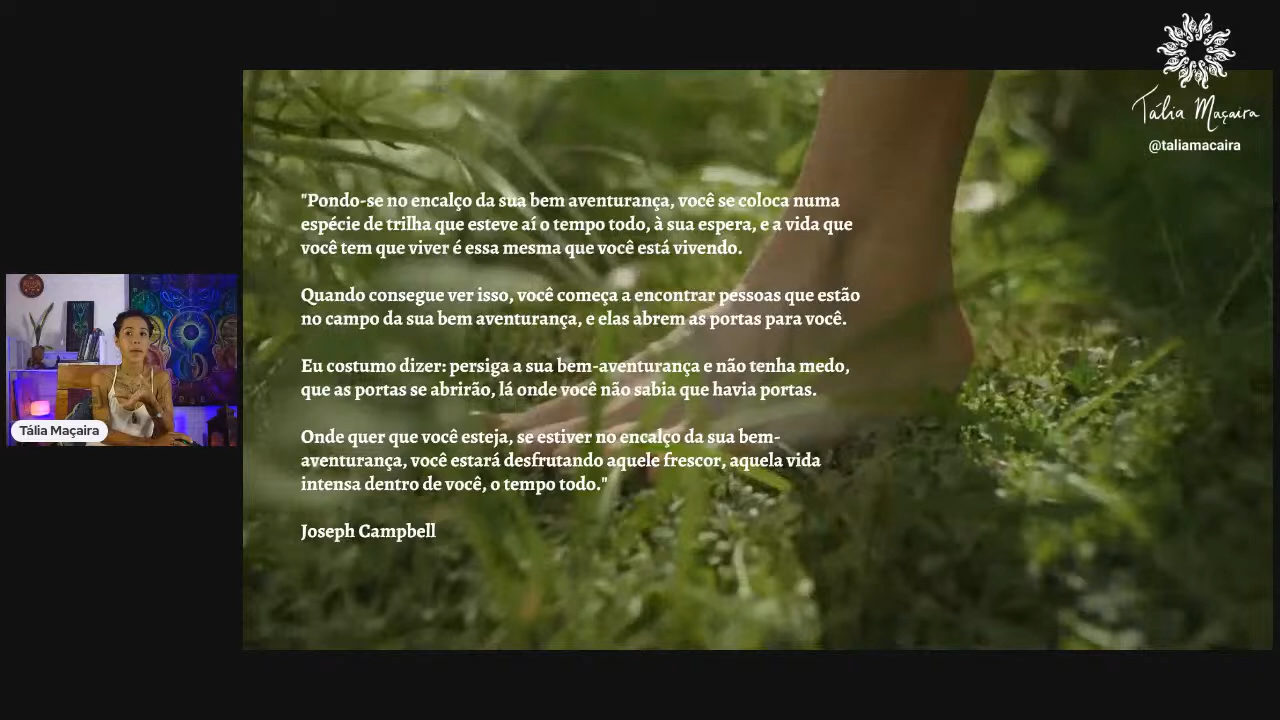 Tália Maçaira
@taliamacaira
"Pondo-se no encalço da sua bem aventurança, você se coloca numa
espécie de trilha que esteve aí o tempo todo, à sua espera, e a vida que
você tem que viver é essa mesma que você está vivendo.
Quando consegue ver isso, você começa a encontrar pessoas que estão
no campo da sua bem aventurança, e elas abrem as portas para você.
Eu costumo dizer: persiga a sua bem-aventurança e não tenha medo,
que as portas se abrirão, lá onde você não sabia que havia portas.
Onde quer que você esteja, se estiver no encalço da sua bem-
aventurança, você estará desfrutando aquele frescor, aquela vida
intensa dentro de você, o tempo todo."
Joseph Campbell
Tália Maçaira